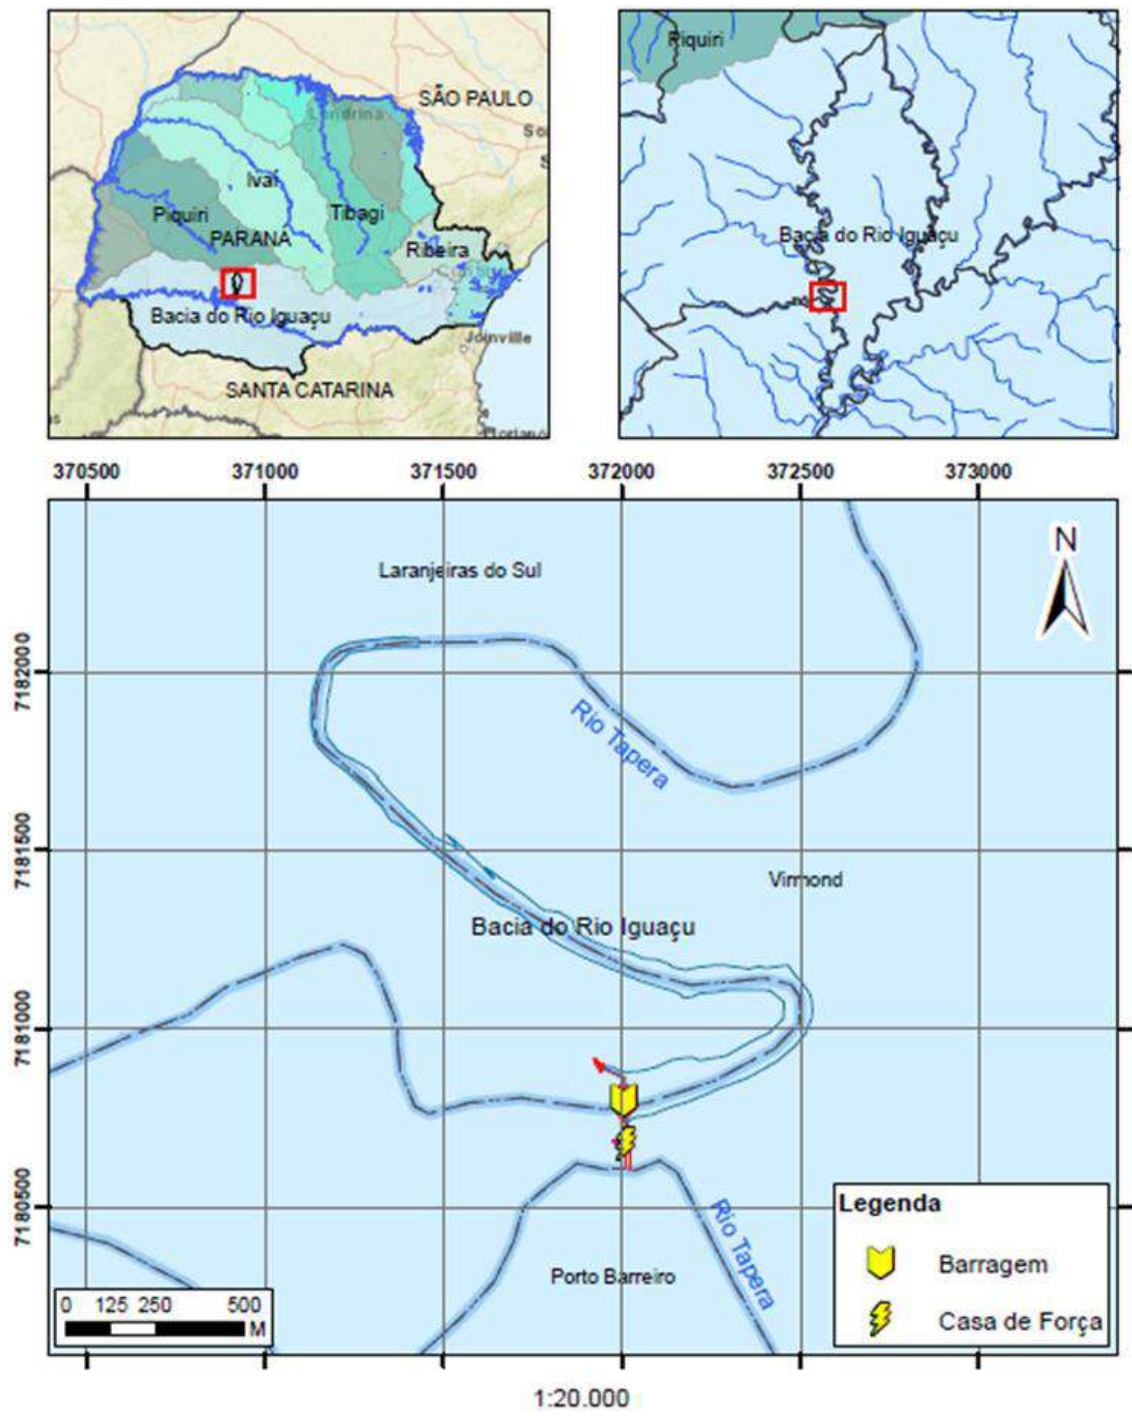 SÃO PAULO
Londrina
Ivaí
Piquiri
Tibagi
PARANA
Ribeira
Bacia do Rio Iguaçu
Joinville
SANTA CATARINA
Piquiri
Bacia do Rio Iguaçu
370500 371000 371500 372000 372500 373000
N
Laranjeiras do Sul
7182000
Rio Tapera
7181500
Virmond
Bacia do Rio Iguaçu
7181000
7180500
Rio Tapera
Porto Barreiro
Legenda
Barragem
Casa de Força
0 125 250 500
M
1:20.000